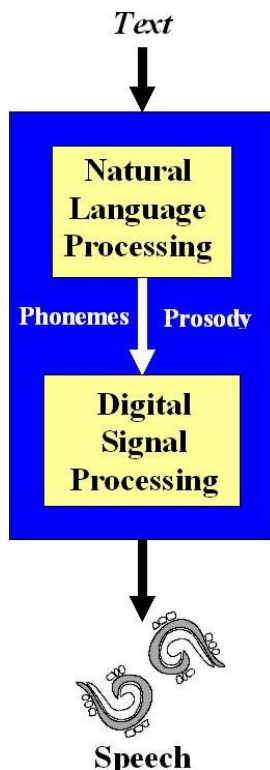 Text
Natural
Language
Processing
Phonemes Prosody
Digital
Signal
Processing
Speech